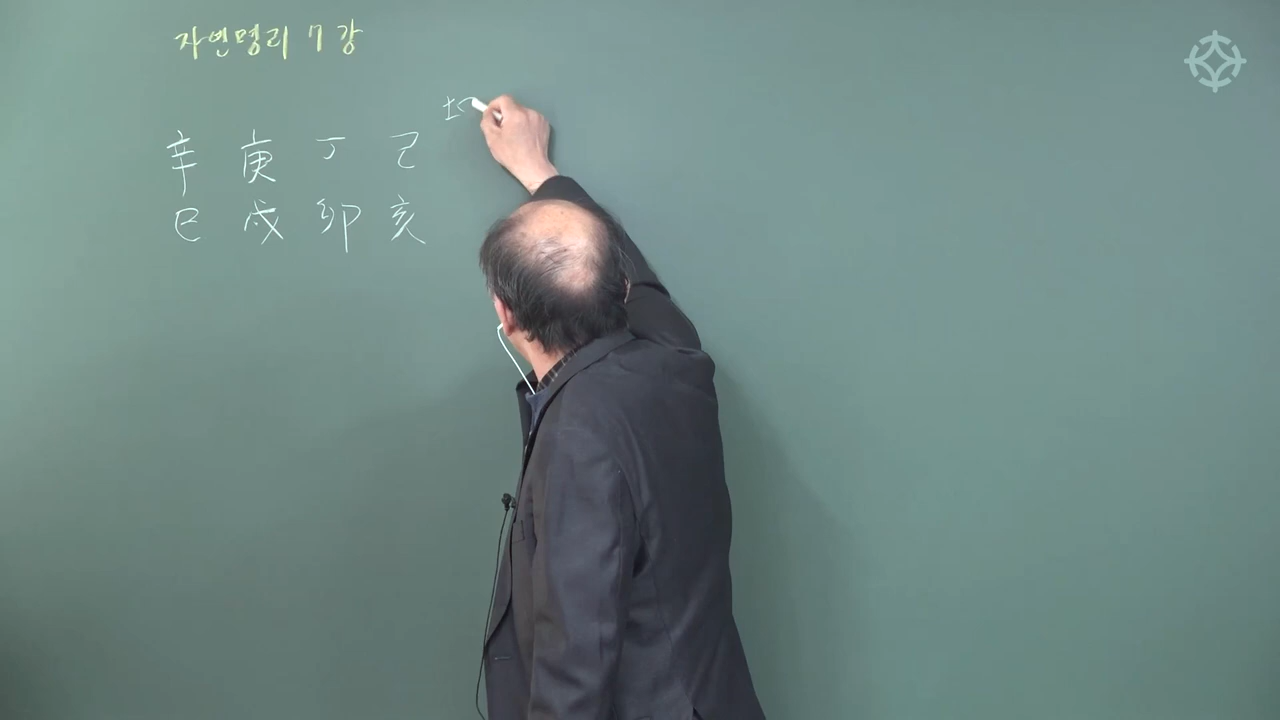 자연명리 7강
辛 庚 丁 己
巳 戌 卯 亥